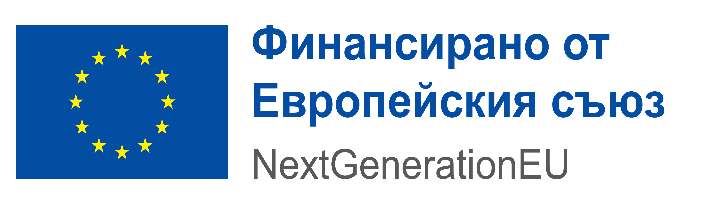 Финансирано от
Европейския съюз
NextGenerationEU